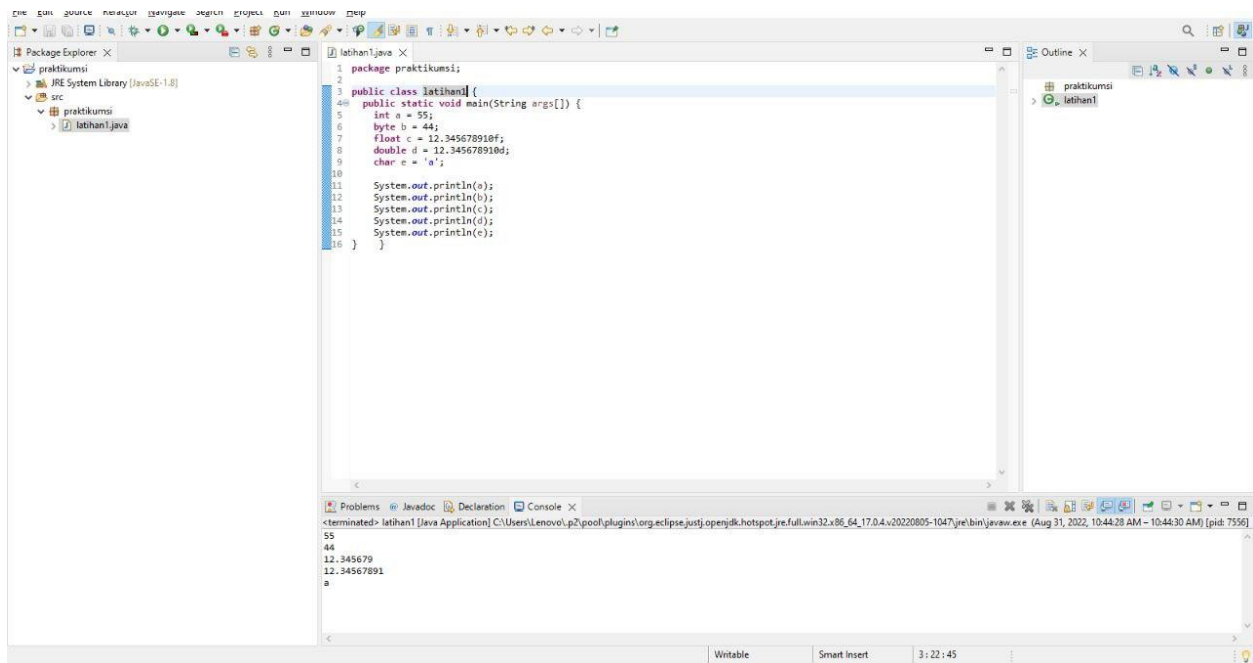 File Edit Source Refactor Navigate Search Project Run Window Help
Package Explorer
praktikumsi
JRE System Library [JavaSE-1.8]
src
praktikumsi
latihan1.java
latihan1.java
1 package praktikumsi;
2
3 public class latihan1 {
4 public static void main(String args[]) {
5 int a = 55;
6 byte b = 44;
7 float c = 12.345678910f;
8 double d = 12.345678910d;
9 char e = 'a';
10
11 System.out.println(a);
12 System.out.println(b);
13 System.out.println(c);
14 System.out.println(d);
15 System.out.println(e);
16 } }
Outline
praktikumsi
latihan1
Problems Javadoc Declaration Console
<terminated> latihan1 [Java Application] C:\Users\Lenovo\.p2\pool\plugins\org.eclipse.justj.openjdk.hotspot.jre.full.win32.x86_64_17.0.4.v20220805-1047\jre\bin\javaw.exe (Aug 31, 2022, 10:44:28 AM – 10:44:30 AM) [pid: 7556]
55
44
12.345679
12.34567891
a
Writable Smart Insert 3 : 22 : 45